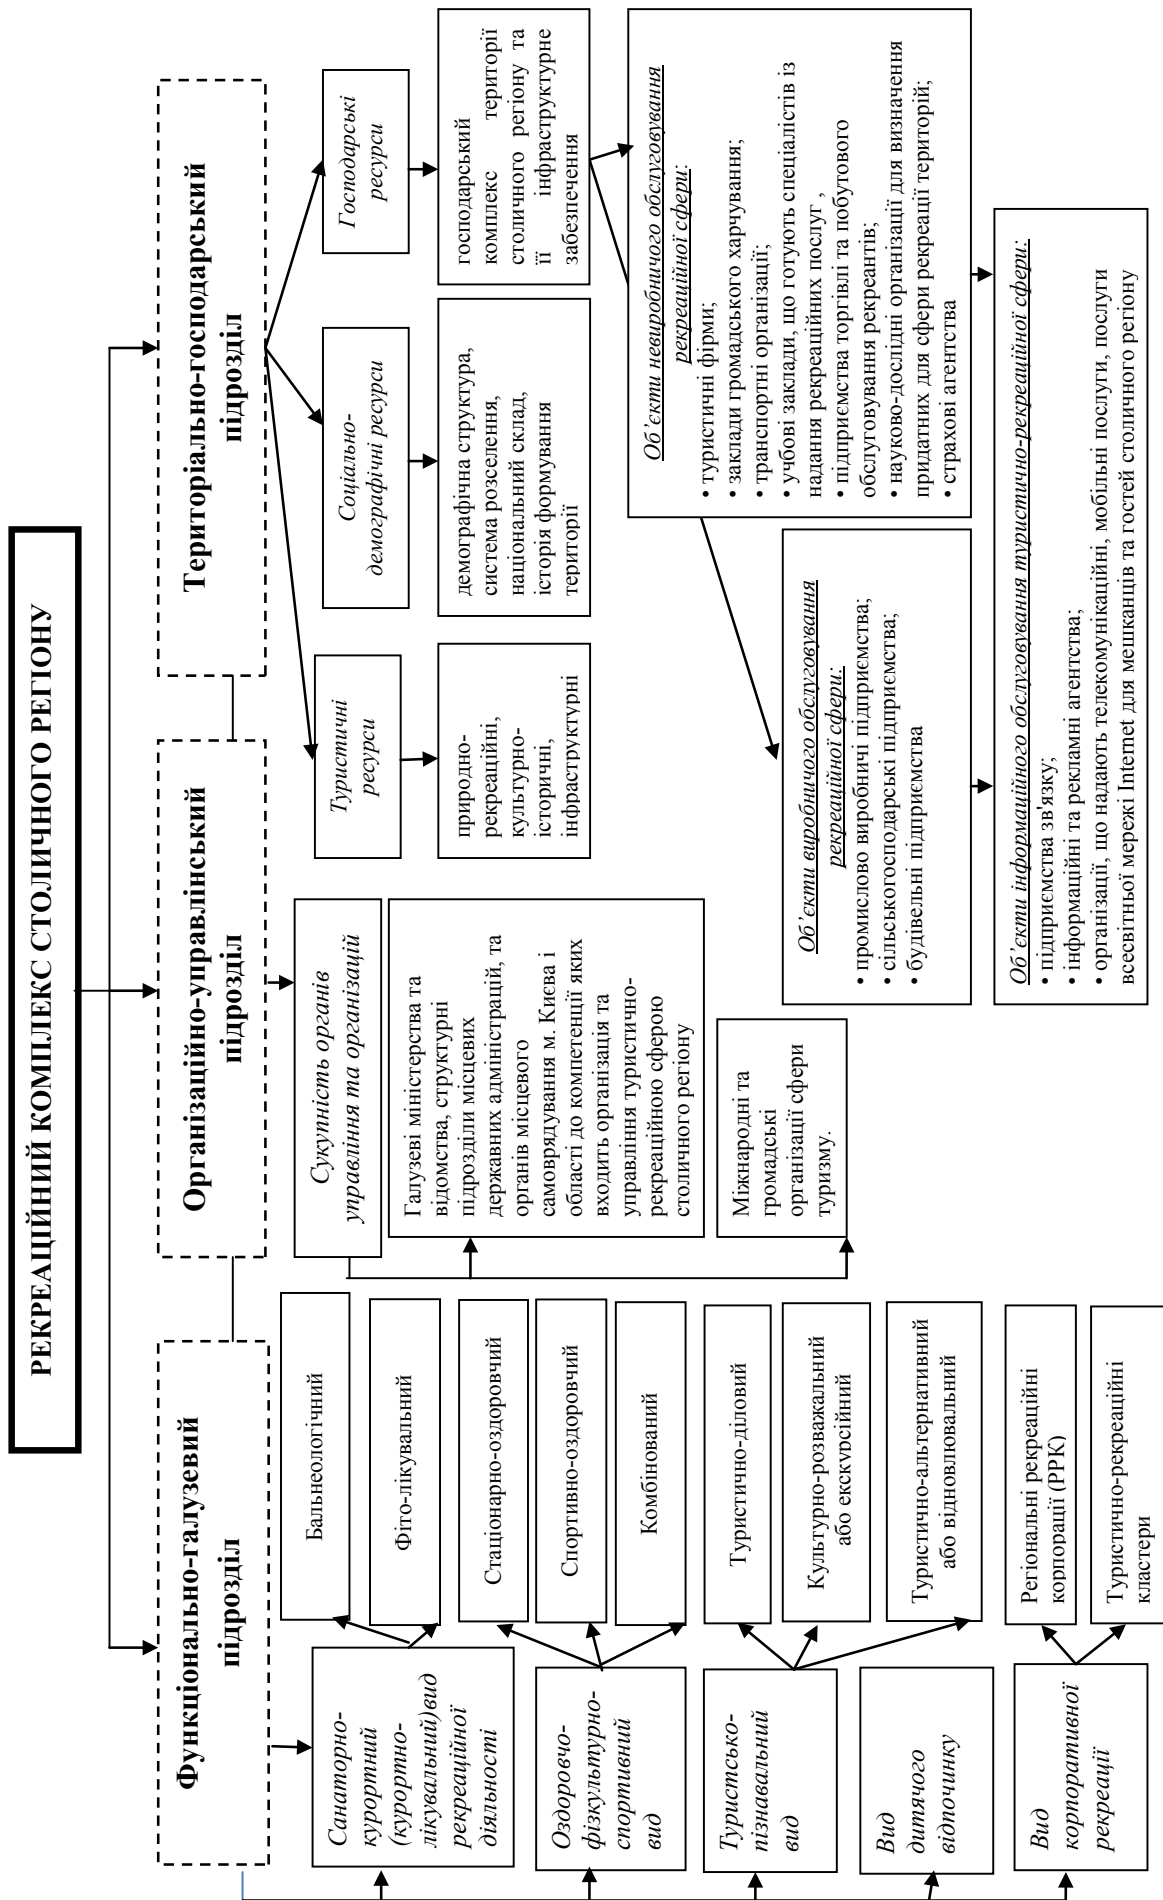 РЕКРЕАЦІЙНИЙ КОМПЛЕКС СТОЛИЧНОГО РЕГІОНУ
Функціонально-галузевий
підрозділ
Організаційно-управлінський
підрозділ
Територіально-господарський
підрозділ
Санаторно-
курортний
(курортно-
лікувальний)вид
рекреаційної
діяльності
Бальнеологічний
Фіто-лікувальний
Оздоровчо-
фізкультурно-
спортивний
вид
Стаціонарно-оздоровчий
Спортивно-оздоровчий
Комбінований
Туристсько-
пізнавальний
вид
Туристично-діловий
Культурно-розважальний
або екскурсійний
Туристично-альтернативний
або відновлювальний
Вид
дитячого
відпочинку
Вид
корпоративної
рекреації
Регіональні рекреаційні
корпорації (РРК)
Туристично-рекреаційні
кластери
Сукупність органів
управління та організацій
Галузеві міністерства та
відомства, структурні
підрозділи місцевих
державних адміністрацій, та
органів місцевого
самоврядування м. Києва і
області до компетенції яких
входить організація та
управління туристично-
рекреаційною сферою
столичного регіону
Міжнародні та
громадські
організації сфери
туризму.
Туристичні
ресурси
природно-
рекреаційні,
культурно-
історичні,
інфраструктурні
Соціально-
демографічні ресурси
демографічна структура,
система розселення,
національний склад,
історія формування
території
Господарські
ресурси
господарський
комплекс території
столичного регіону та
її інфраструктурне
забезпечення
Об'єкти виробничого обслуговування
рекреаційної сфери:
• промислово виробничі підприємства;
• сільськогосподарські підприємства;
• будівельні підприємства
Об'єкти невиробничого обслуговування
рекреаційної сфери:
• туристичні фірми;
• заклади громадського харчування;
• транспортні організації;
• учбові заклади, що готують спеціалістів із
надання рекреаційних послуг ,
• підприємства торгівлі та побутового
обслуговування рекреантів;
• науково-дослідні організації для визначення
придатних для сфери рекреації територій;
• страхові агентства
Об'єкти інформаційного обслуговування туристично-рекреаційної сфери:
• підприємства зв'язку;
• інформаційні та рекламні агентства;
• організації, що надають телекомунікаційні, мобільні послуги, послуги
всесвітньої мережі Internet для мешканців та гостей столичного регіону